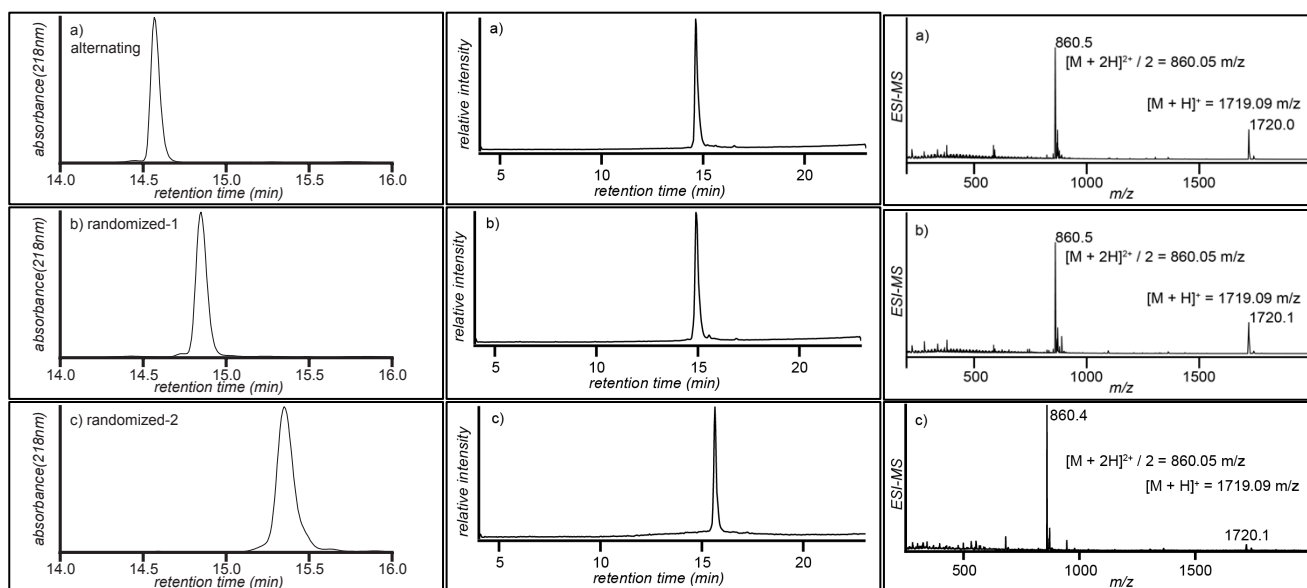 a)
alternating
absorbance(218nm)
14.0 14.5 15.0 15.5 16.0
retention time (min)
a)
relative intensity
5 10 15 20
retention time (min)
a)
860.5
[M + 2H]²⁺ / 2 = 860.05 m/z
[M + H]⁺ = 1719.09 m/z
1720.0
ESI-MS
500 1000 1500
m/z
b) randomized-1
absorbance(218nm)
14.0 14.5 15.0 15.5 16.0
retention time (min)
b)
relative intensity
5 10 15 20
retention time (min)
b)
860.5
[M + 2H]²⁺ / 2 = 860.05 m/z
[M + H]⁺ = 1719.09 m/z
1720.1
ESI-MS
500 1000 1500
m/z
c) randomized-2
absorbance(218nm)
14.0 14.5 15.0 15.5 16.0
retention time (min)
c)
relative intensity
5 10 15 20
retention time (min)
c)
860.4
[M + 2H]²⁺ / 2 = 860.05 m/z
[M + H]⁺ = 1719.09 m/z
1720.1
ESI-MS
500 1000 1500
m/z